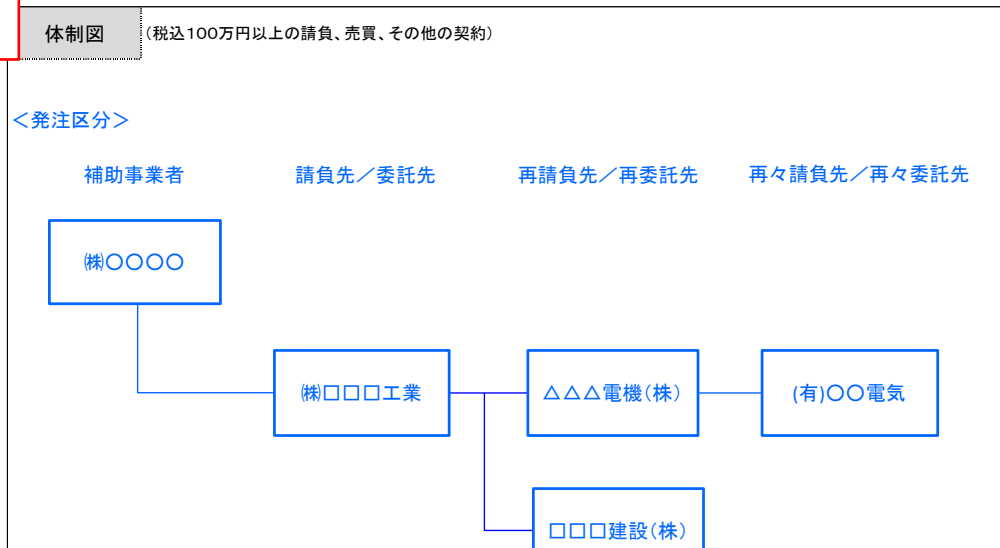 体制図
(税込100万円以上の請負、売買、その他の契約)
<発注区分>
補助事業者
請負先/委託先
再請負先/再委託先
再々請負先/再々委託先
㈱〇〇〇〇
㈱□□□工業
△△△電機(株)
(有)〇〇電気
□□□建設(株)